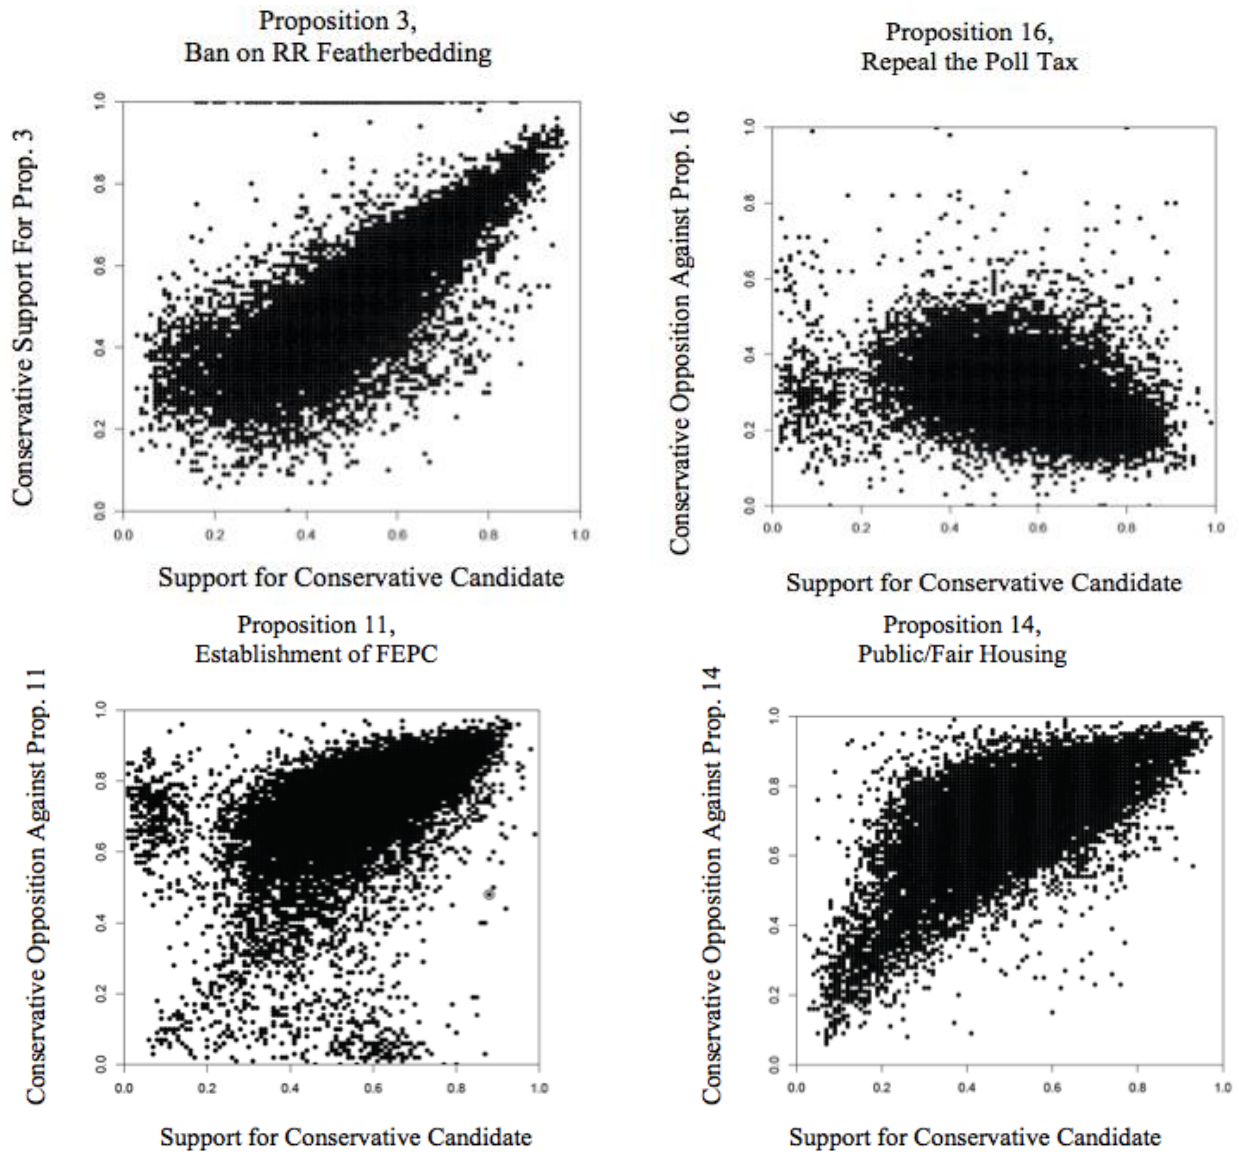 Proposition 3,
Ban on RR Featherbedding
Conservative Support For Prop. 3
1.0
0.8
0.6
0.4
0.2
0.0
0.0 0.2 0.4 0.6 0.8 1.0
Support for Conservative Candidate
Proposition 16,
Repeal the Poll Tax
Conservative Opposition Against Prop. 16
1.0
0.8
0.6
0.4
0.2
0.0
0.0 0.2 0.4 0.6 0.8 1.0
Support for Conservative Candidate
Proposition 11,
Establishment of FEPC
Conservative Opposition Against Prop. 11
1.0
0.8
0.6
0.4
0.2
0.0
0.0 0.2 0.4 0.6 0.8 1.0
Support for Conservative Candidate
Proposition 14,
Public/Fair Housing
Conservative Opposition Against Prop. 14
1.0
0.8
0.6
0.4
0.2
0.0
0.0 0.2 0.4 0.6 0.8 1.0
Support for Conservative Candidate